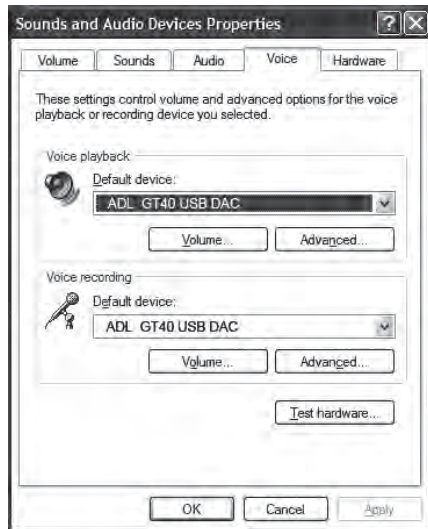 Sounds and Audio Devices Properties
Volume Sounds Audio Voice Hardware
These settings control volume and advanced options for the voice
playback or recording device you selected.
Voice playback
Default device:
ADL GT40 USB DAC
Volume... Advanced...
Voice recording
Default device:
ADL GT40 USB DAC
Volume... Advanced...
Test hardware...
OK Cancel Apply